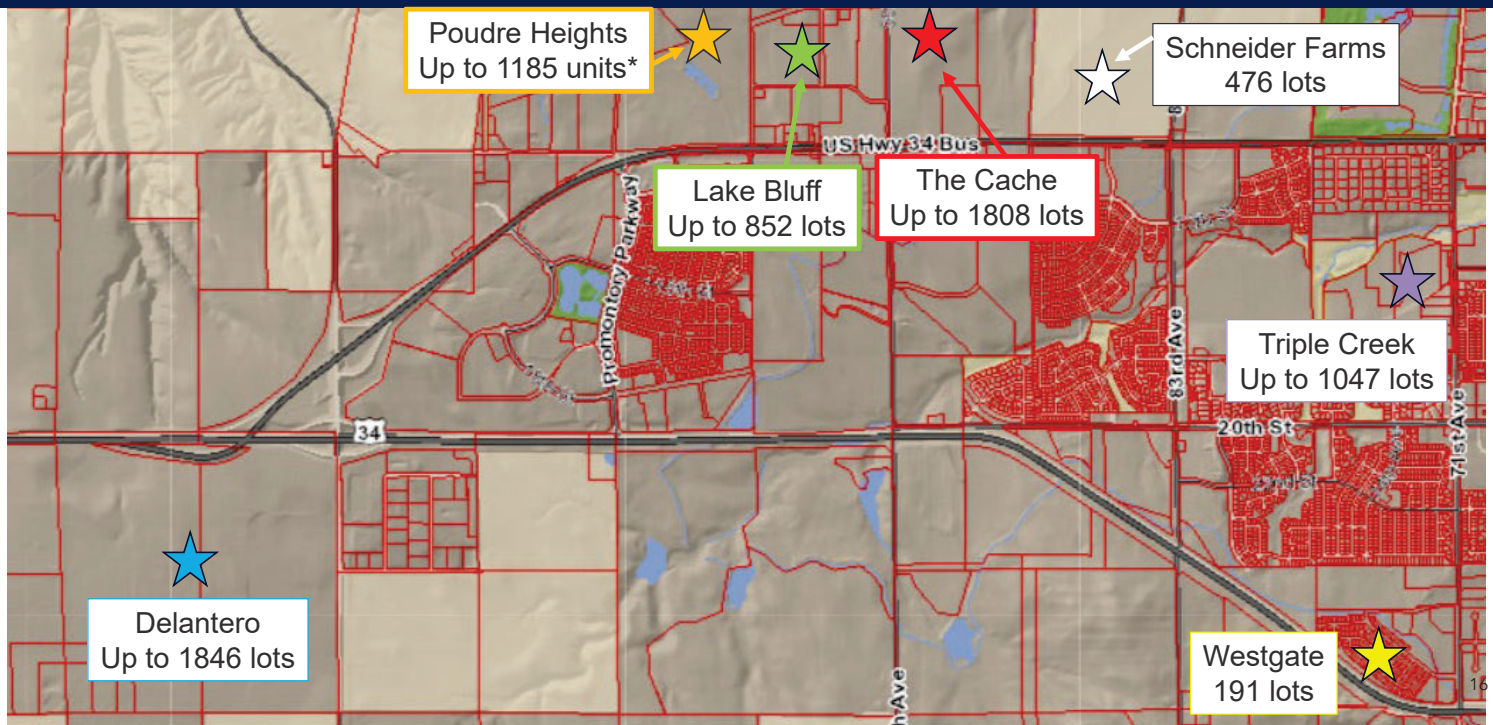 Poudre Heights
Up to 1185 units*
Schneider Farms
476 lots
US Hwy 34 Bus
Lake Bluff
Up to 852 lots
The Cache
Up to 1808 lots
Promontory Parkway
83rd Ave
Triple Creek
Up to 1047 lots
34
20th St
71st Ave
Delantero
Up to 1846 lots
Westgate
191 lots
16
h Ave